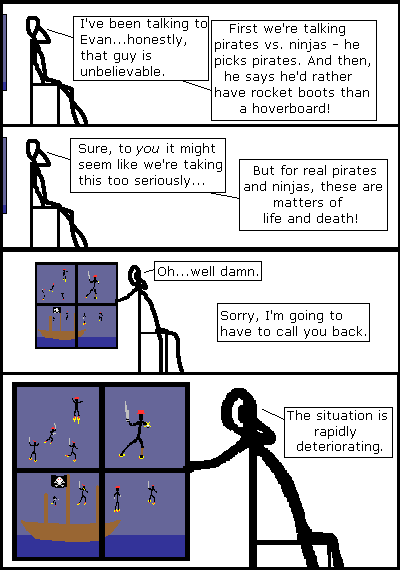 I've been talking to
Evan...honestly,
that guy is
unbelievable.
First we're talking
pirates vs. ninjas - he
picks pirates. And then,
he says he'd rather
have rocket boots than
a hoverboard!
Sure, to you it might
seem like we're taking
this too seriously...
But for real pirates
and ninjas, these are
matters of
life and death!
Oh...well damn.
Sorry, I'm going to
have to call you back.
The situation is
rapidly
deteriorating.